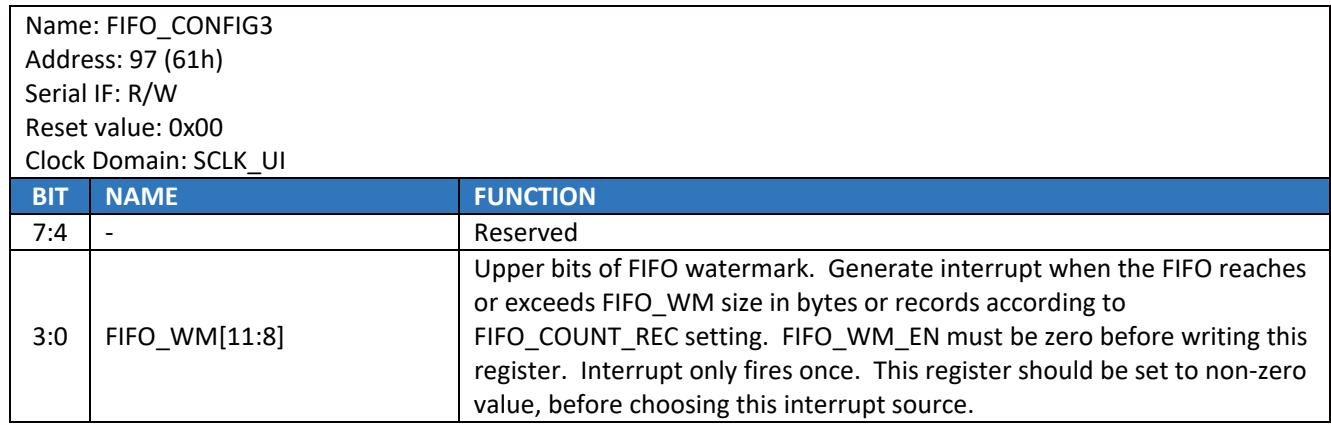 Name: FIFO_CONFIG3
Address: 97 (61h)
Serial IF: R/W
Reset value: 0x00
Clock Domain: SCLK_UI
BIT NAME FUNCTION
7:4 - Reserved
3:0 FIFO_WM[11:8] Upper bits of FIFO watermark.  Generate interrupt when the FIFO reaches
or exceeds FIFO_WM size in bytes or records according to
FIFO_COUNT_REC setting.  FIFO_WM_EN must be zero before writing this
register.  Interrupt only fires once.  This register should be set to non-zero
value, before choosing this interrupt source.